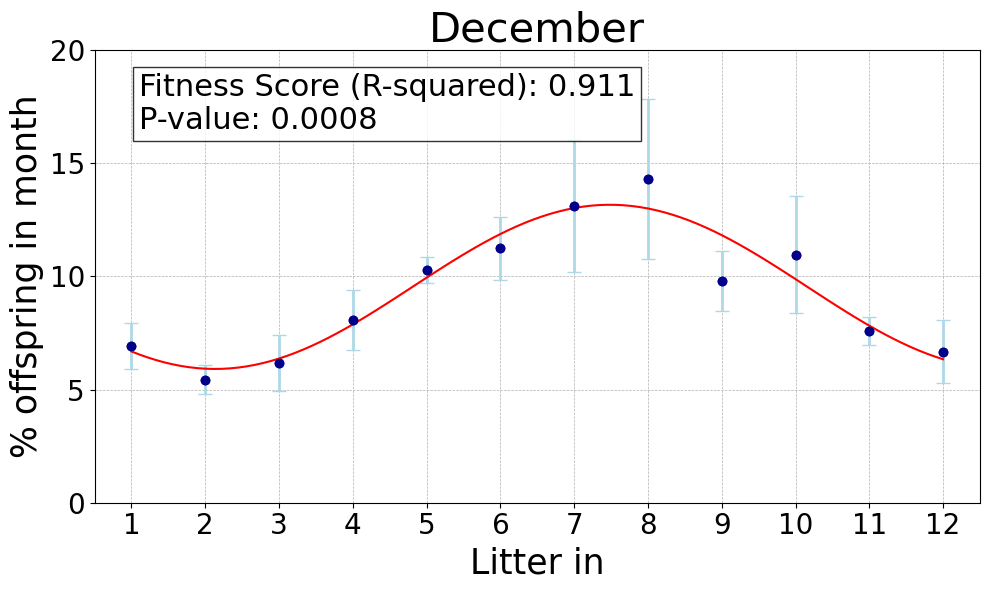 December
Fitness Score (R-squared): 0.911
P-value: 0.0008
% offspring in month
20
15
10
5
0
1 2 3 4 5 6 7 8 9 10 11 12
Litter in